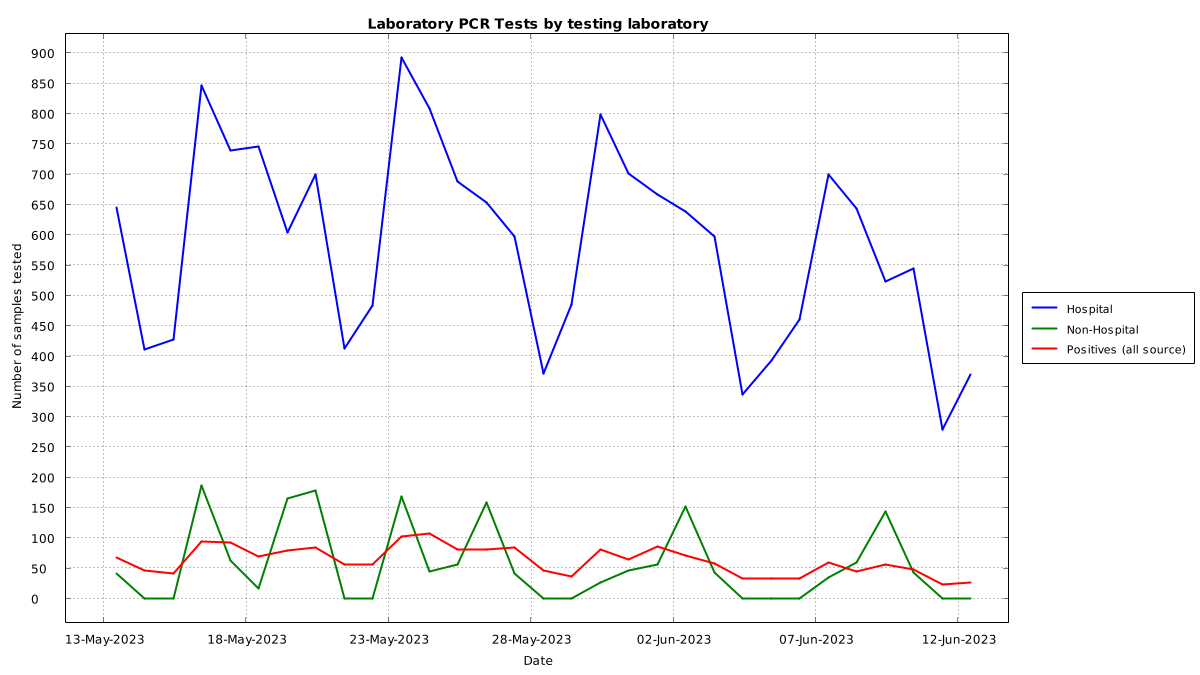 Laboratory PCR Tests by testing laboratory
900
850
800
750
700
650
600
550
500
450
400
350
300
250
200
150
100
50
0
Number of samples tested
13-May-2023 18-May-2023 23-May-2023 28-May-2023 02-Jun-2023 07-Jun-2023 12-Jun-2023
Date
Hospital
Non-Hospital
Positives (all source)